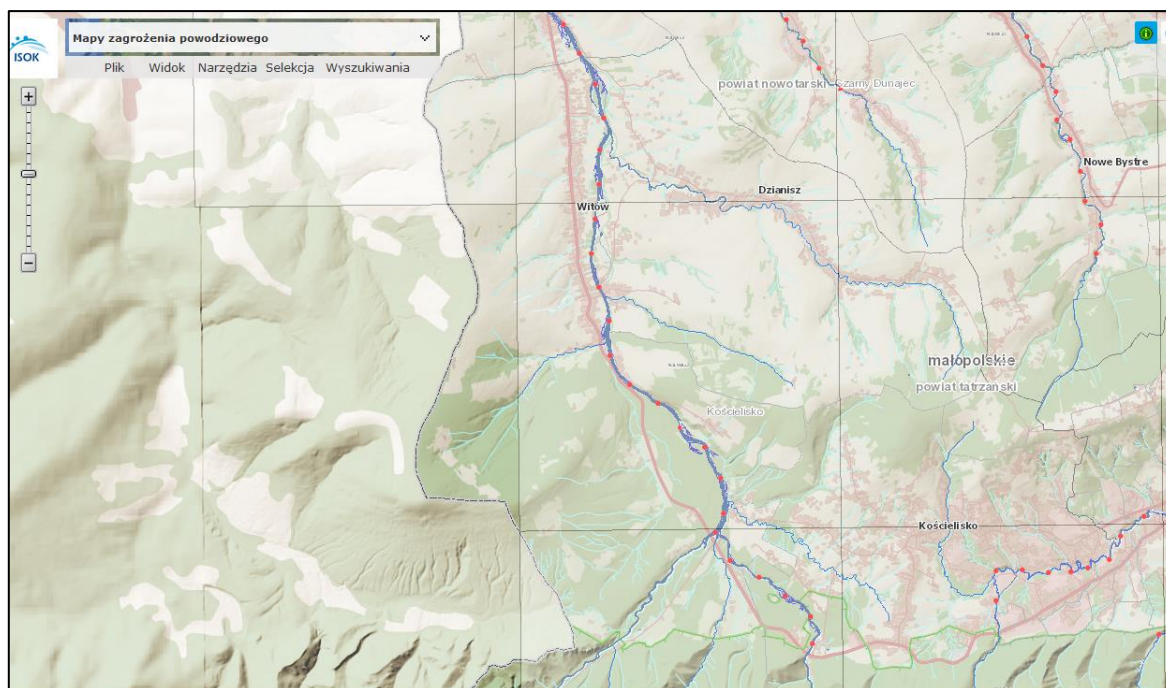 Mapy zagrożenia powodziowego
ISOK
Plik Widok Narzędzia Selekcja Wyszukiwania
+
powiat nowotarski
Czarny Dunajec
Nowe Bystre
Dzianisz
Witów
małopolskie
powiat tatrzański
Kościelisko
Kościelisko
−